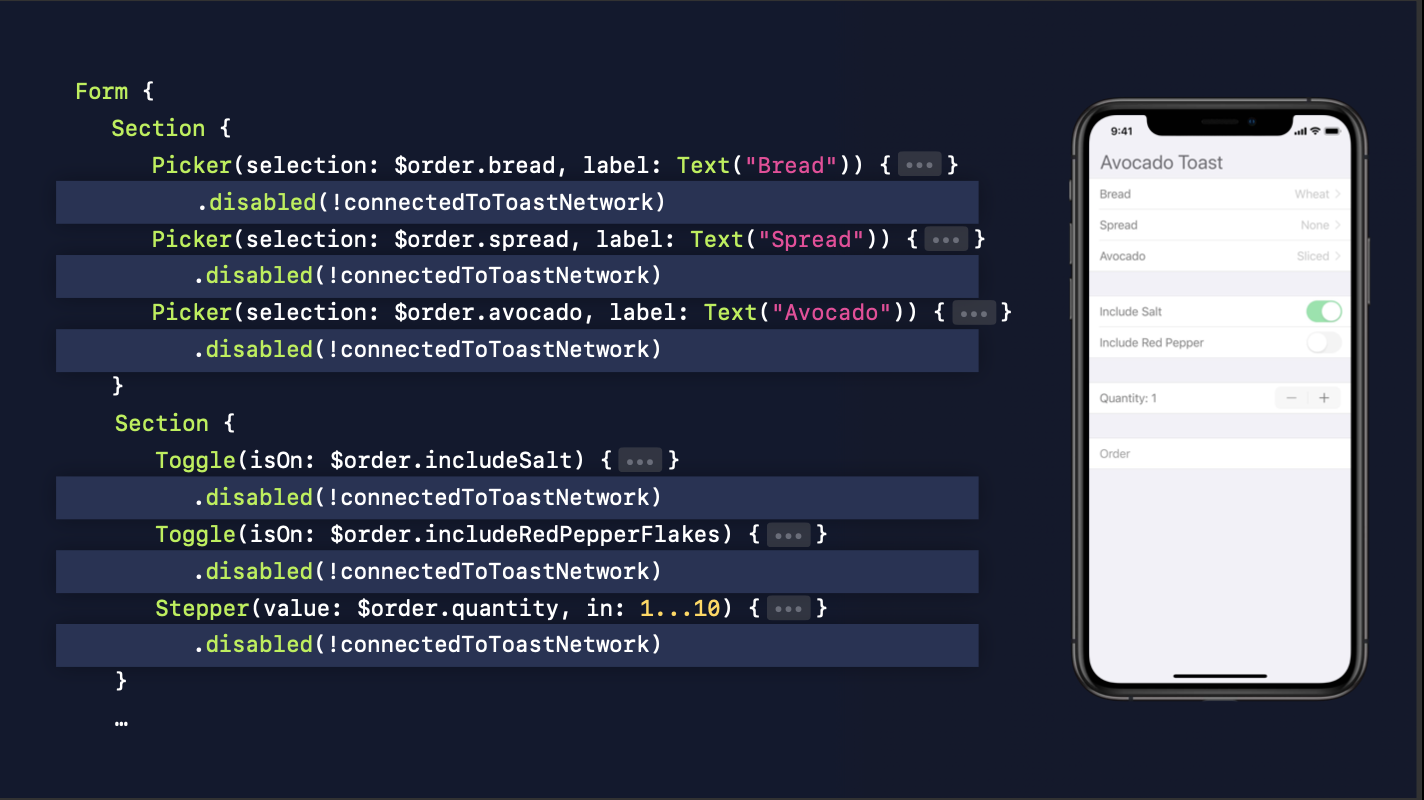 Form {
Section {
Picker(selection: $order.bread, label: Text("Bread")) { ... }
.disabled(!connectedToToastNetwork)
Picker(selection: $order.spread, label: Text("Spread")) { ... }
.disabled(!connectedToToastNetwork)
Picker(selection: $order.avocado, label: Text("Avocado")) { ... }
.disabled(!connectedToToastNetwork)
}
Section {
Toggle(isOn: $order.includeSalt) { ... }
.disabled(!connectedToToastNetwork)
Toggle(isOn: $order.includeRedPepperFlakes) { ... }
.disabled(!connectedToToastNetwork)
Stepper(value: $order.quantity, in: 1...10) { ... }
.disabled(!connectedToToastNetwork)
}
…
9:41
Avocado Toast
Bread Wheat >
Spread None >
Avocado Sliced >
Include Salt
Include Red Pepper
Quantity: 1 − +
Order